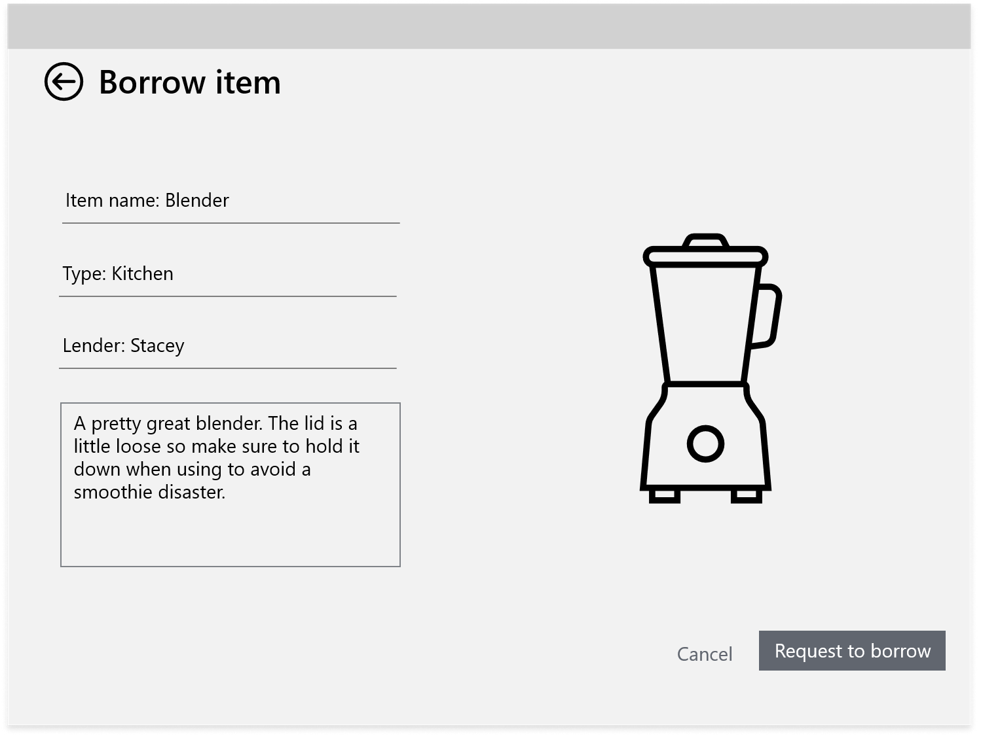 Borrow item
Item name: Blender
Type: Kitchen
Lender: Stacey
A pretty great blender. The lid is a
little loose so make sure to hold it
down when using to avoid a
smoothie disaster.
Cancel
Request to borrow